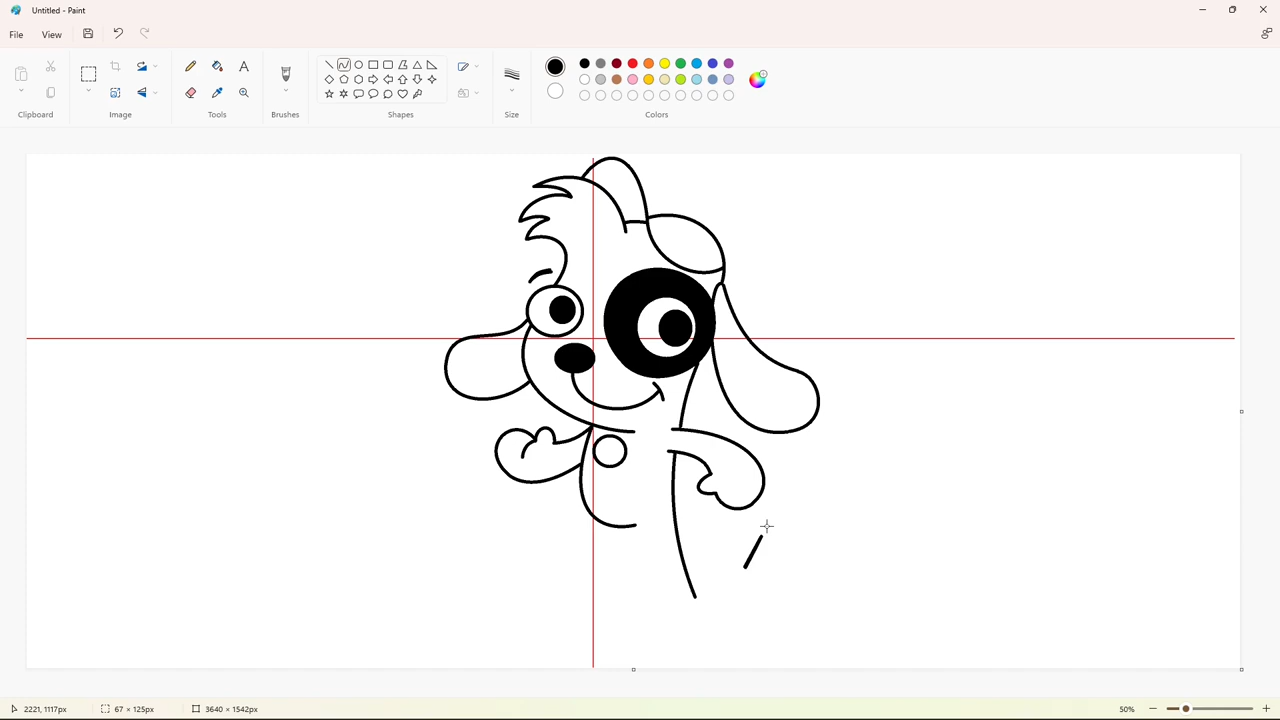 Untitled - Paint
File View
Clipboard Image Tools Brushes Shapes Size Colors
2221, 1117px 67 × 125px 3640 × 1542px 50%